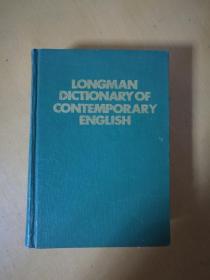 LONGMAN
DICTIONARY OF
CONTEMPORARY
ENGLISH